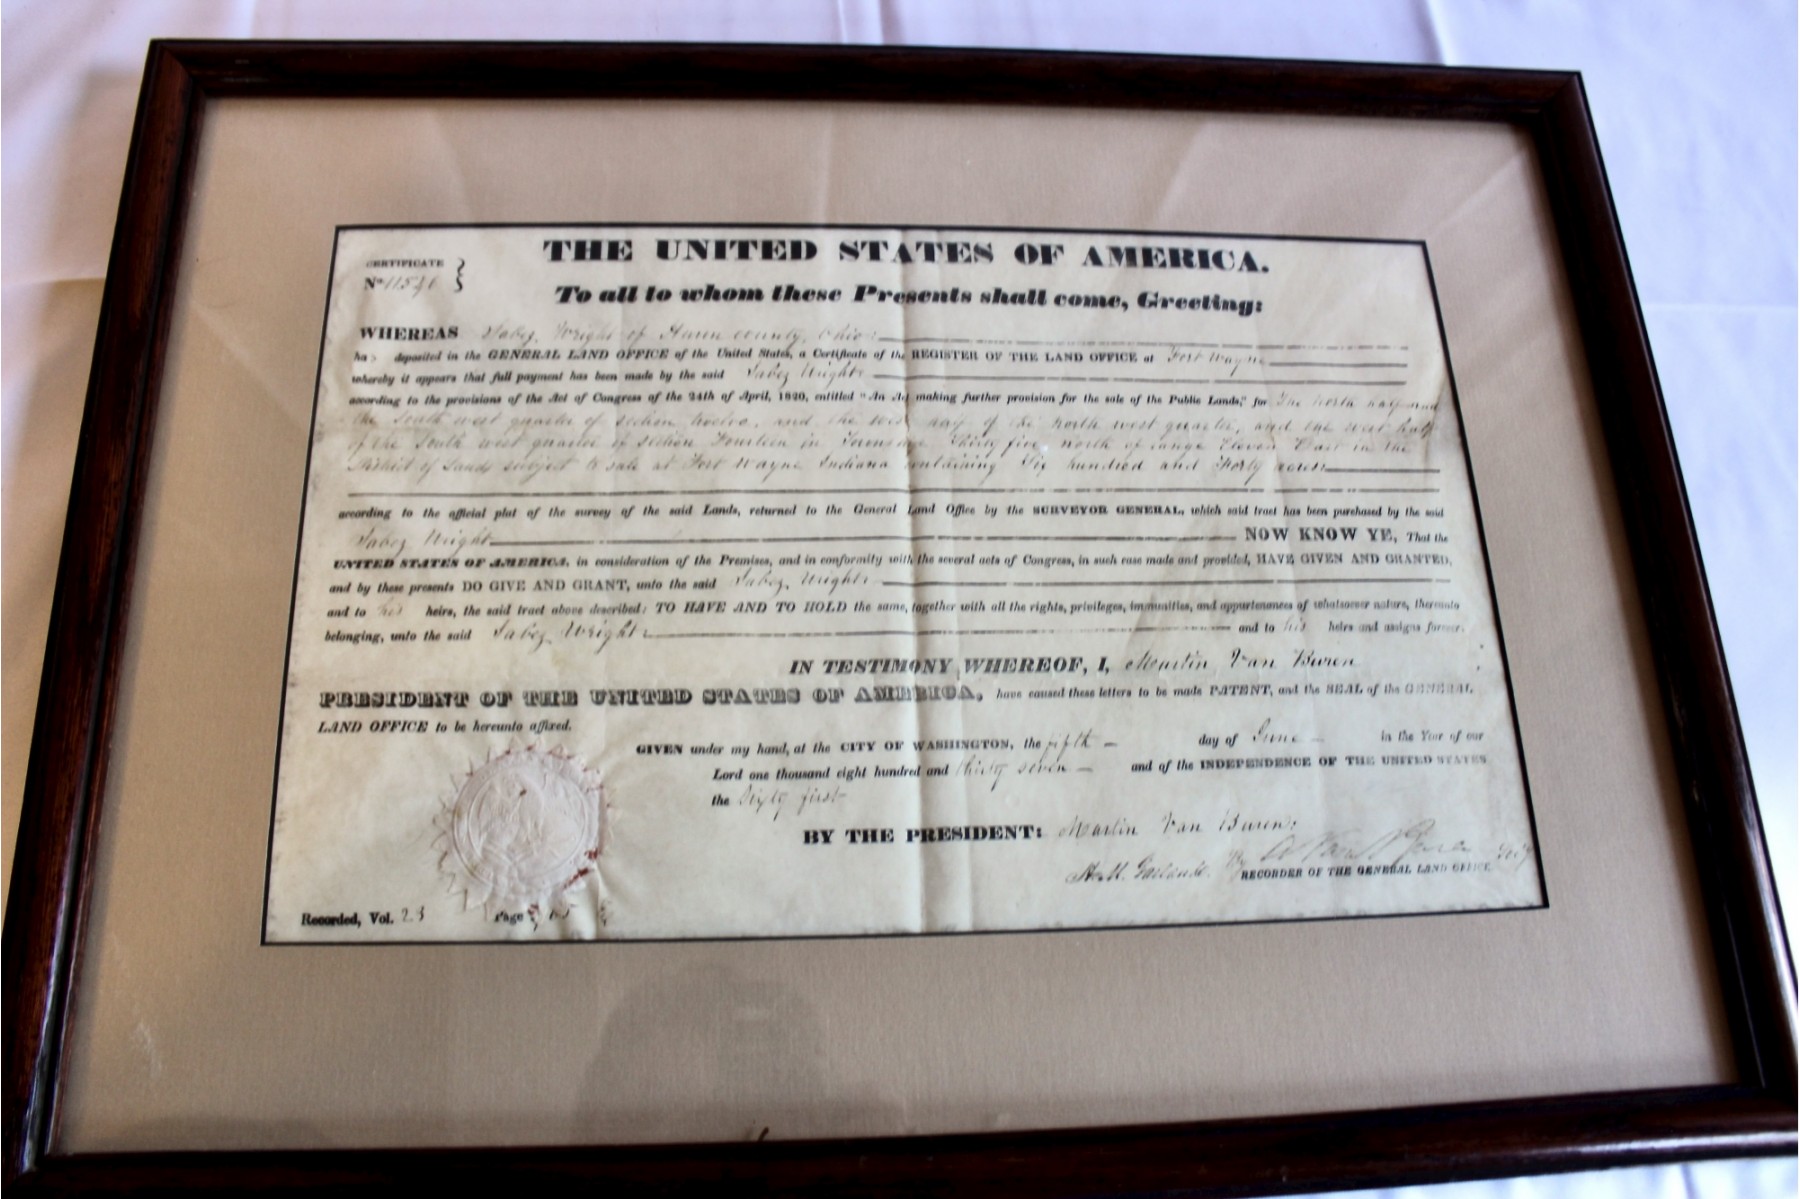 THE UNITED STATES OF AMERICA.
CERTIFICATE
No
To all to whom these Presents shall come, Greeting:
WHEREAS Jabez Wright of county, Ohio
ha deposited in the GENERAL LAND OFFICE of the United States, a Certificate of the REGISTER OF THE LAND OFFICE at Fort Wayne
whereby it appears that full payment has been made by the said Jabez Wright
according to the provisions of the Act of Congress of the 24th of April, 1820, entitled "An Act making further provision for the sale of the Public Lands," for The North half and
the South west quarter of section twelve, and the west half of the north west quarter, and the west half
of the South west quarter of section Fourteen in Township Thirty five north of range Eleven East in the
District of Lands subject to sale at Fort Wayne Indiana containing Six hundred and Forty acres
according to the official plat of the survey of the said Lands, returned to the General Land Office by the SURVEYOR GENERAL, which said tract has been purchased by the said
Jabez Wright NOW KNOW YE, That the
UNITED STATES OF AMERICA, in consideration of the Premises, and in conformity with the several acts of Congress, in such case made and provided, HAVE GIVEN AND GRANTED,
and by these presents DO GIVE AND GRANT, unto the said Jabez Wright
and to his heirs, the said tract above described: TO HAVE AND TO HOLD the same, together with all the rights, privileges, immunities, and appurtenances of whatsoever nature, thereunto
belonging, unto the said Jabez Wright and to his heirs and assigns forever.
IN TESTIMONY WHEREOF, I, Martin Van Buren
PRESIDENT OF THE UNITED STATES OF AMERICA, have caused these letters to be made PATENT, and the SEAL of the GENERAL
LAND OFFICE to be hereunto affixed.
GIVEN under my hand, at the CITY OF WASHINGTON, the fifth day of June in the Year of our
Lord one thousand eight hundred and thirty seven and of the INDEPENDENCE OF THE UNITED STATES
the Sixty first
BY THE PRESIDENT: Martin Van Buren
By Van Buren Sec'y
H. M. Garland RECORDER OF THE GENERAL LAND OFFICE
Recorded, Vol. 23 Page